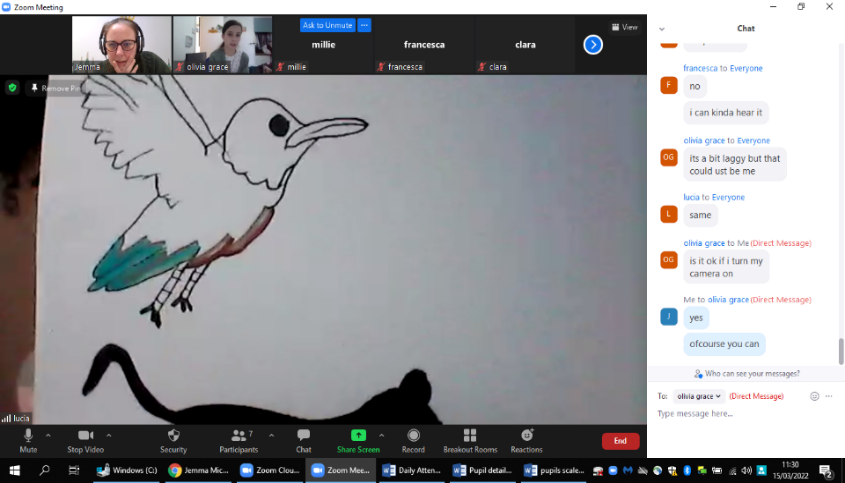 Zoom Meeting
Ask to Unmute
View
millie
francesca
clara
Jemma
olivia grace
millie
francesca
clara
Remove Pin
lucia
Mute
Stop Video
Security
7
Participants
Chat
Share Screen
Record
Breakout Rooms
Reactions
End
Chat
francesca to Everyone
F
no
i can kinda hear it
olivia grace to Everyone
OG
its a bit laggy but that
could ust be me
lucia to Everyone
L
same
olivia grace to Me (Direct Message)
OG
is it ok if i turn my
camera on
Me to olivia grace (Direct Message)
J
yes
ofcourse you can
Who can see your messages?
To: olivia grace (Direct Message)
Type message here...
Windows (C:)
Jemma Mic...
Zoom Clou...
Zoom Mee...
Daily Atten...
Pupil detail...
pupils scale...
11:30
15/03/2022
2